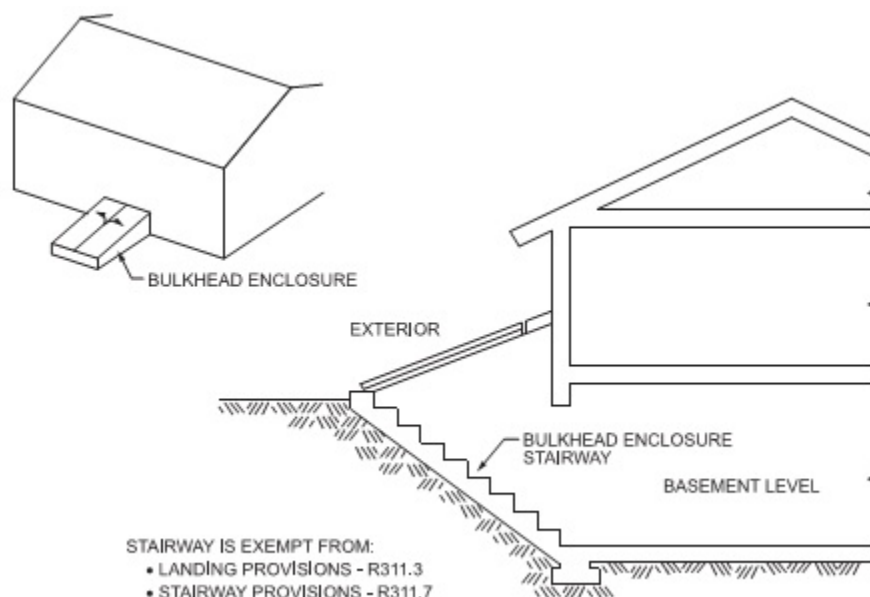 BULKHEAD ENCLOSURE
EXTERIOR
BULKHEAD ENCLOSURE
STAIRWAY
BASEMENT LEVEL
STAIRWAY IS EXEMPT FROM:
• LANDING PROVISIONS - R311.3
• STAIRWAY PROVISIONS - R311.7